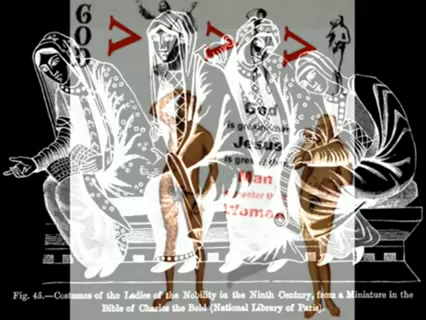 GOD > > >
God
is greater than
Jesus
is greater than
Man
is greater than
Woman
Fig. 45.—Costumes of the Ladies of the Nobility in the Ninth Century, from a Miniature in the
Bible of Charles the Bold (National Library of Paris).